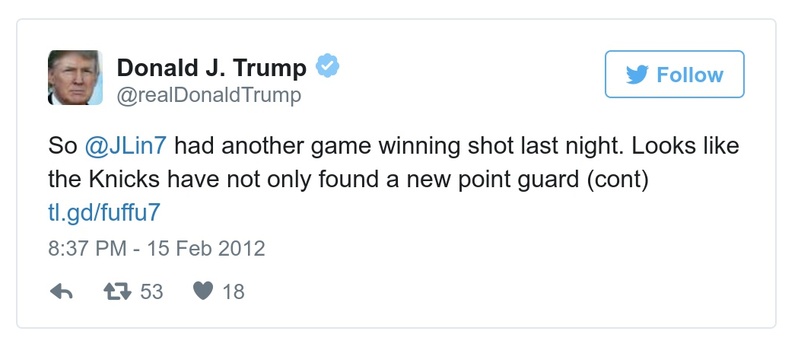 Donald J. Trump
@realDonaldTrump
Follow
So @JLin7 had another game winning shot last night. Looks like
the Knicks have not only found a new point guard (cont)
tl.gd/fuffu7
8:37 PM - 15 Feb 2012
53 18